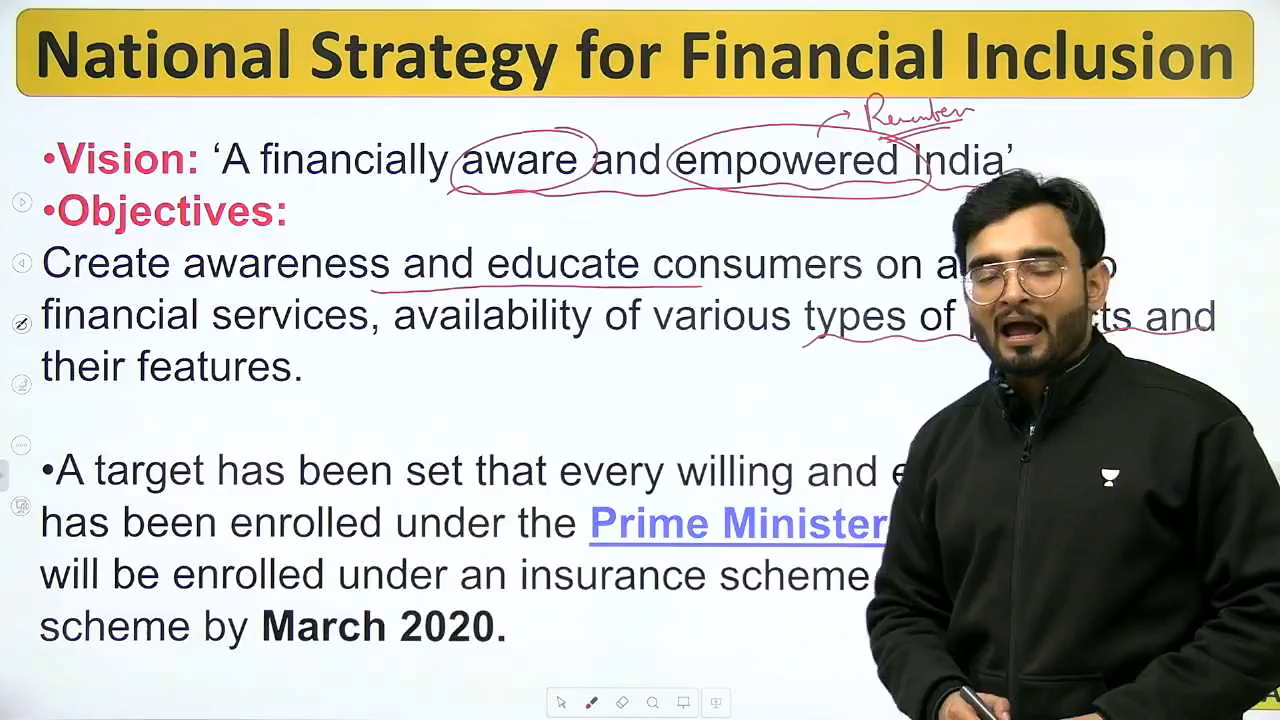 National Strategy for Financial Inclusion
Remember
•Vision: ‘A financially aware and empowered India’
•Objectives:
Create awareness and educate consumers on
financial services, availability of various types of and
their features.
•A target has been set that every willing and
has been enrolled under the Prime Minister
will be enrolled under an insurance scheme
scheme by March 2020.